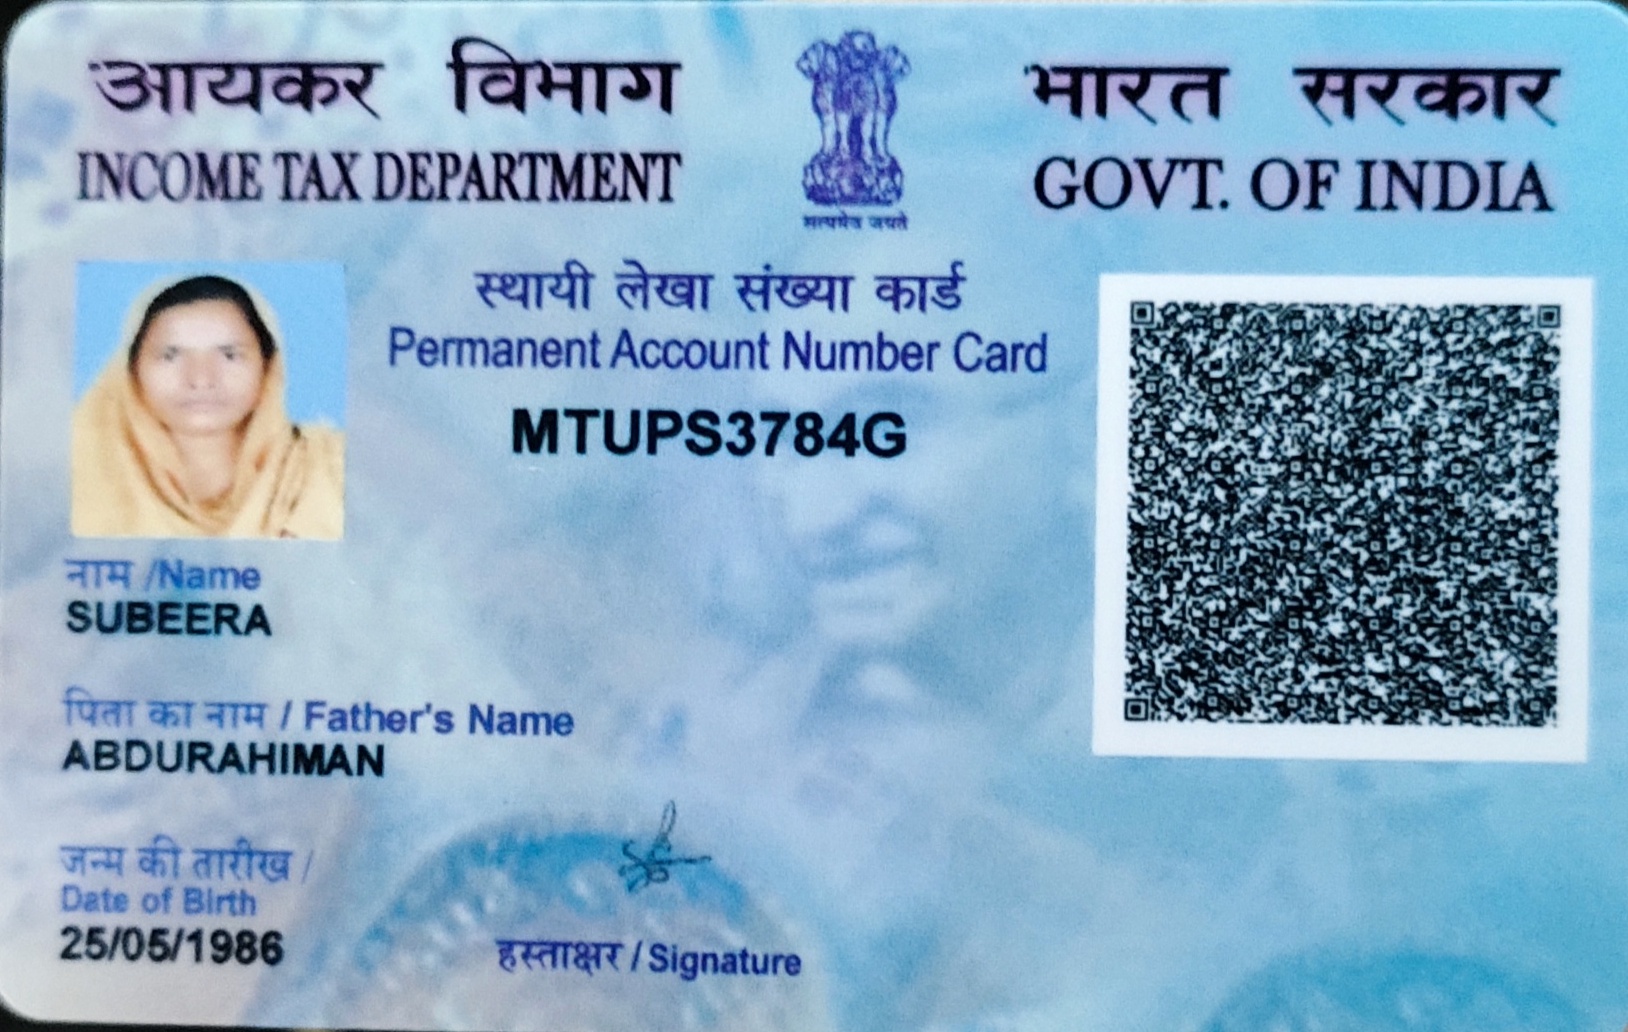 आयकर विभाग
INCOME TAX DEPARTMENT
सत्यमेव जयते
भारत सरकार
GOVT. OF INDIA
स्थायी लेखा संख्या कार्ड
Permanent Account Number Card
MTUPS3784G
नाम /Name
SUBEERA
पिता का नाम / Father's Name
ABDURAHIMAN
जन्म की तारीख /
Date of Birth
25/05/1986
हस्ताक्षर / Signature